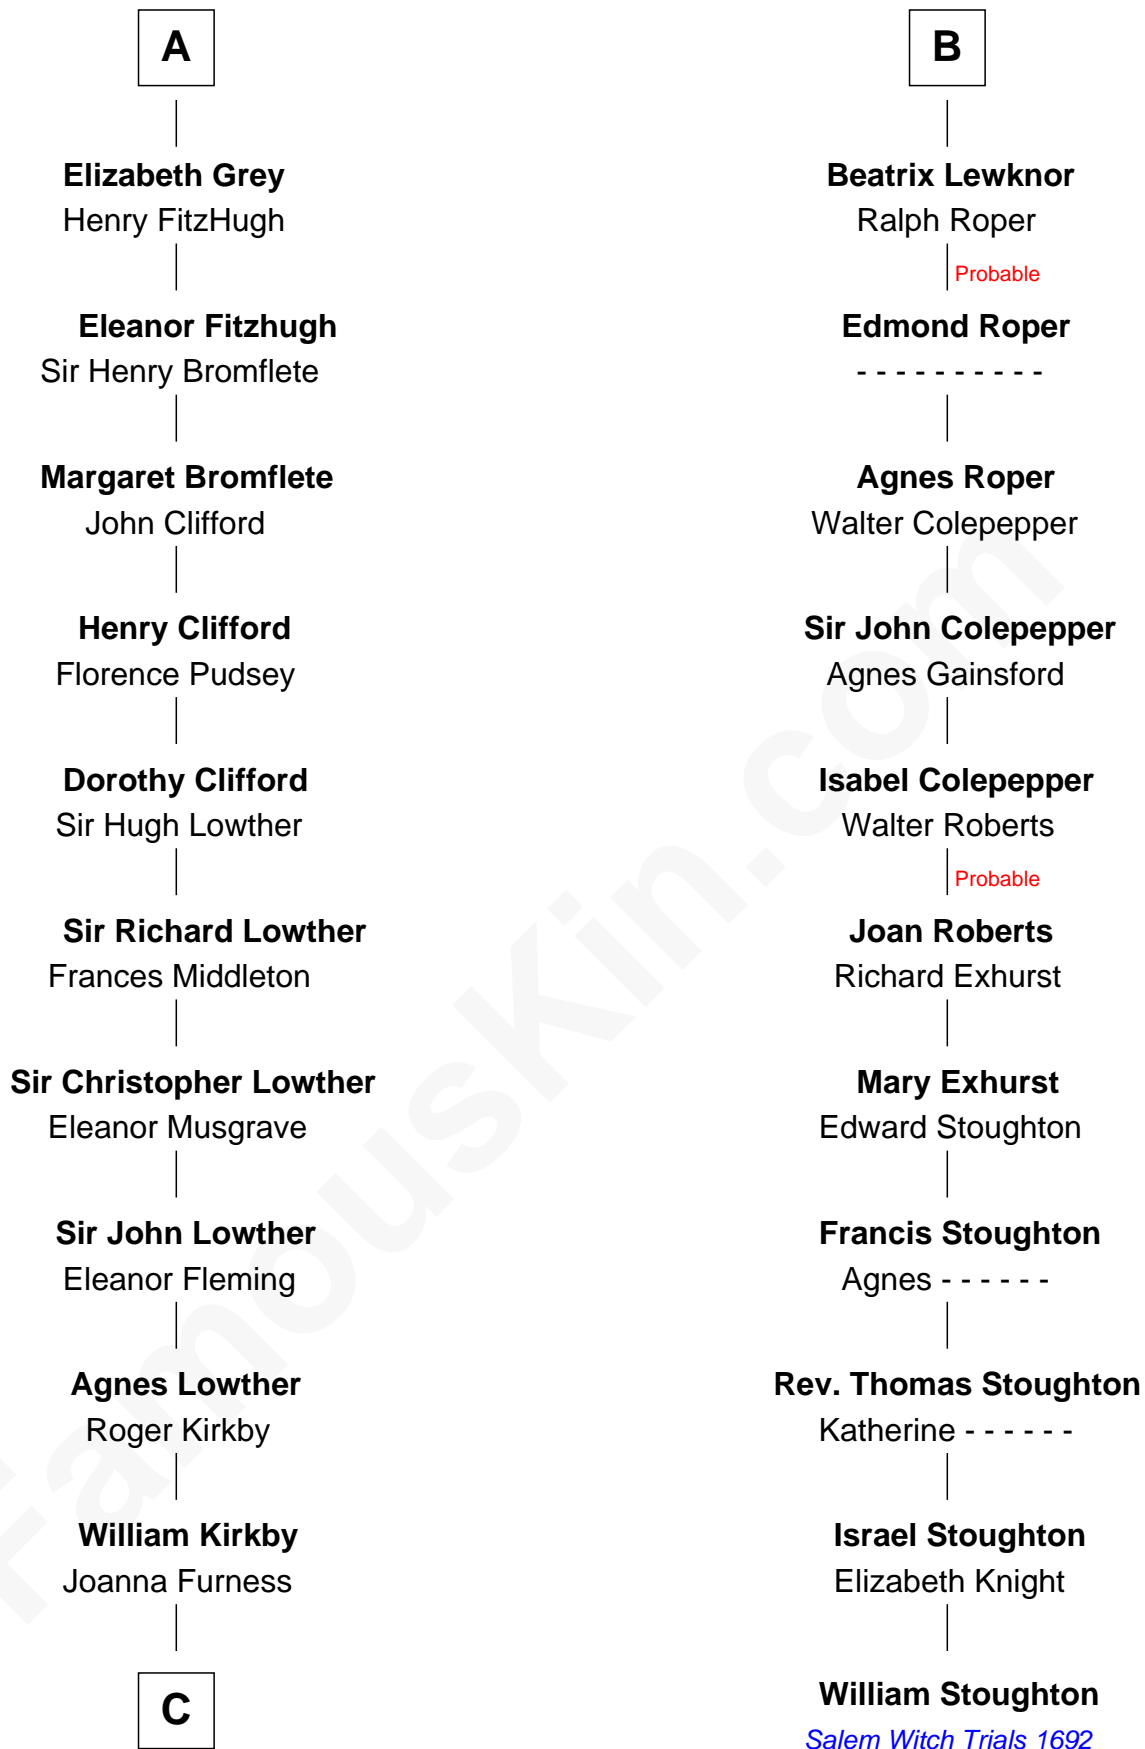 A
Elizabeth Grey
Henry FitzHugh
Eleanor Fitzhugh
Sir Henry Bromflete
Margaret Bromflete
John Clifford
Henry Clifford
Florence Pudsey
Dorothy Clifford
Sir Hugh Lowther
Sir Richard Lowther
Frances Middleton
Sir Christopher Lowther
Eleanor Musgrave
Sir John Lowther
Eleanor Fleming
Agnes Lowther
Roger Kirkby
William Kirkby
Joanna Furness
C
B
Beatrix Lewknor
Ralph Roper
Probable
Edmond Roper
- - - - - - - - - -
Agnes Roper
Walter Colepepper
Sir John Colepepper
Agnes Gainsford
Isabel Colepepper
Walter Roberts
Probable
Joan Roberts
Richard Exhurst
Mary Exhurst
Edward Stoughton
Francis Stoughton
Agnes - - - - - -
Rev. Thomas Stoughton
Katherine - - - - - -
Israel Stoughton
Elizabeth Knight
William Stoughton
Salem Witch Trials 1692
FamousKin.com